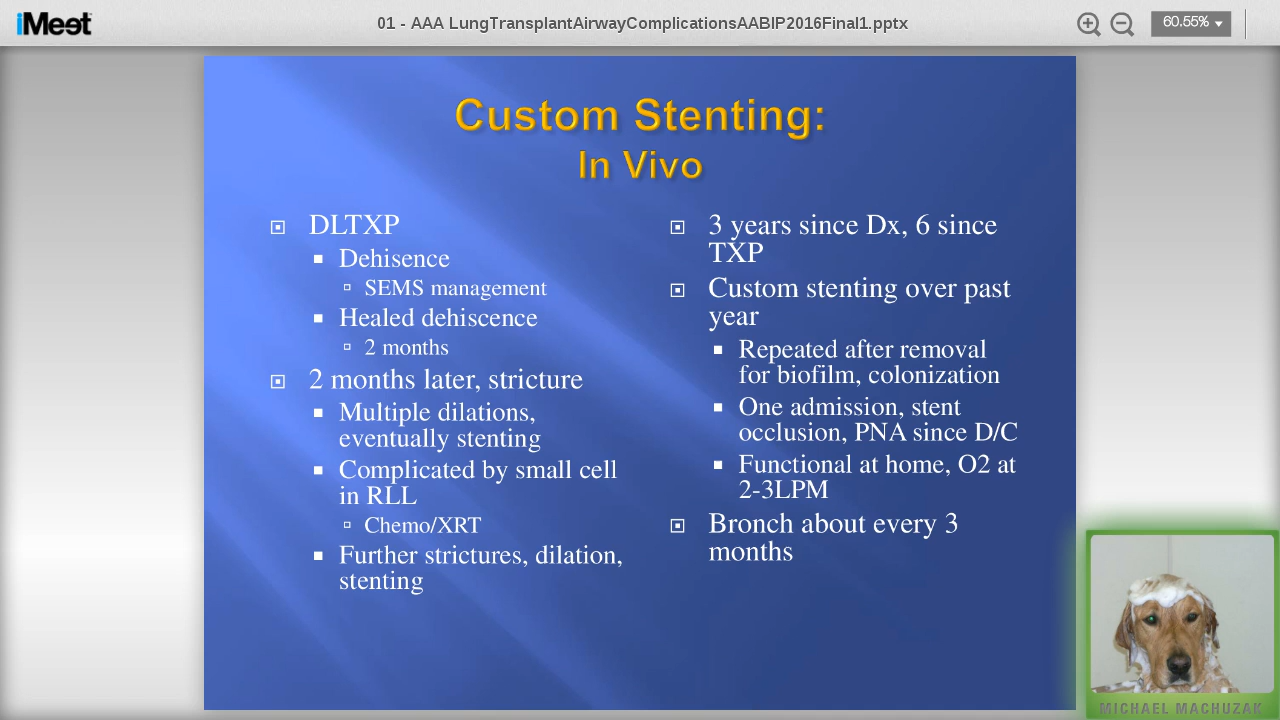 iMeet
01 - AAA LungTransplantAirwayComplicationsAABIP2016Final1.pptx
60.55%
Custom Stenting:
In Vivo
DLTXP
Dehisence
SEMS management
Healed dehiscence
2 months
2 months later, stricture
Multiple dilations,
eventually stenting
Complicated by small cell
in RLL
Chemo/XRT
Further strictures, dilation,
stenting
3 years since Dx, 6 since
TXP
Custom stenting over past
year
Repeated after removal
for biofilm, colonization
One admission, stent
occlusion, PNA since D/C
Functional at home, O2 at
2-3LPM
Bronch about every 3
months
MICHAEL MACHUZAK